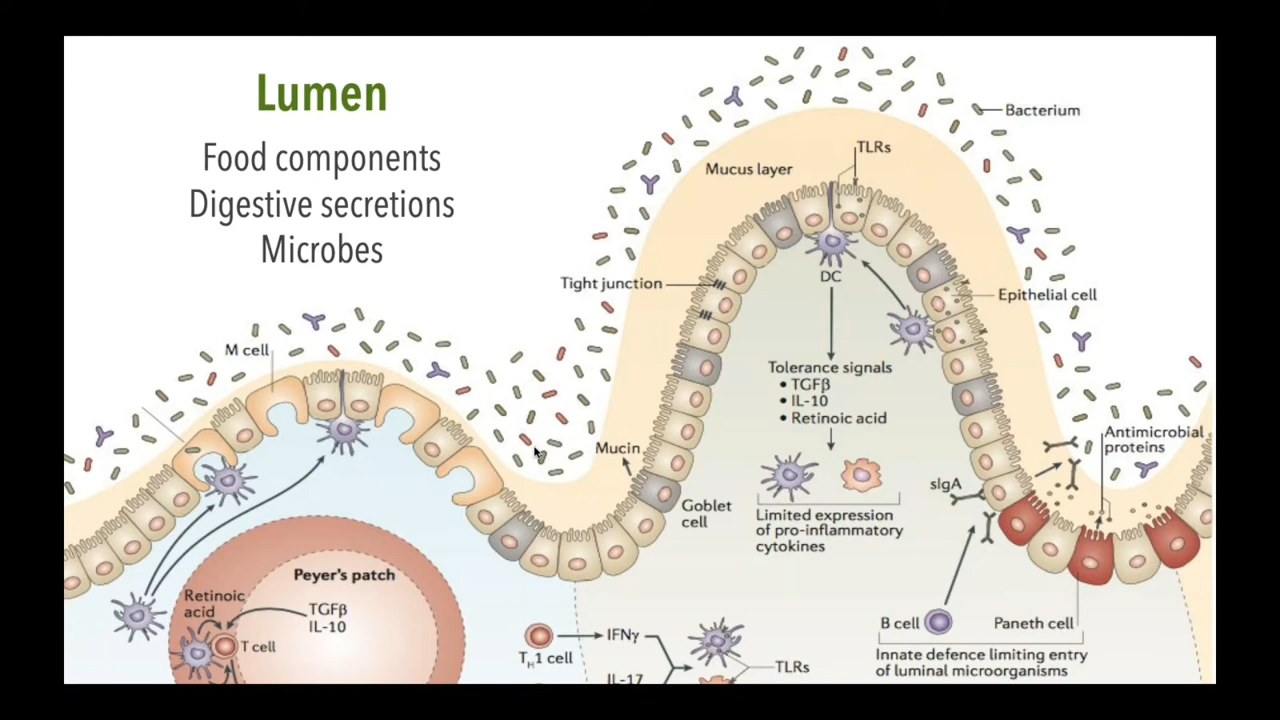 Lumen
Food components
Digestive secretions
Microbes
Bacterium
TLRs
Mucus layer
DC
Tight junction
Epithelial cell
M cell
Tolerance signals
• TGFβ
• IL-10
• Retinoic acid
Mucin
Goblet
cell
Limited expression
of pro-inflammatory
cytokines
Antimicrobial
proteins
sIgA
Peyer's patch
Retinoic
acid
TGFβ
IL-10
T cell
TH1 cell
IFNγ
IL-17
TLRs
B cell
Paneth cell
Innate defence limiting entry
of luminal microorganisms